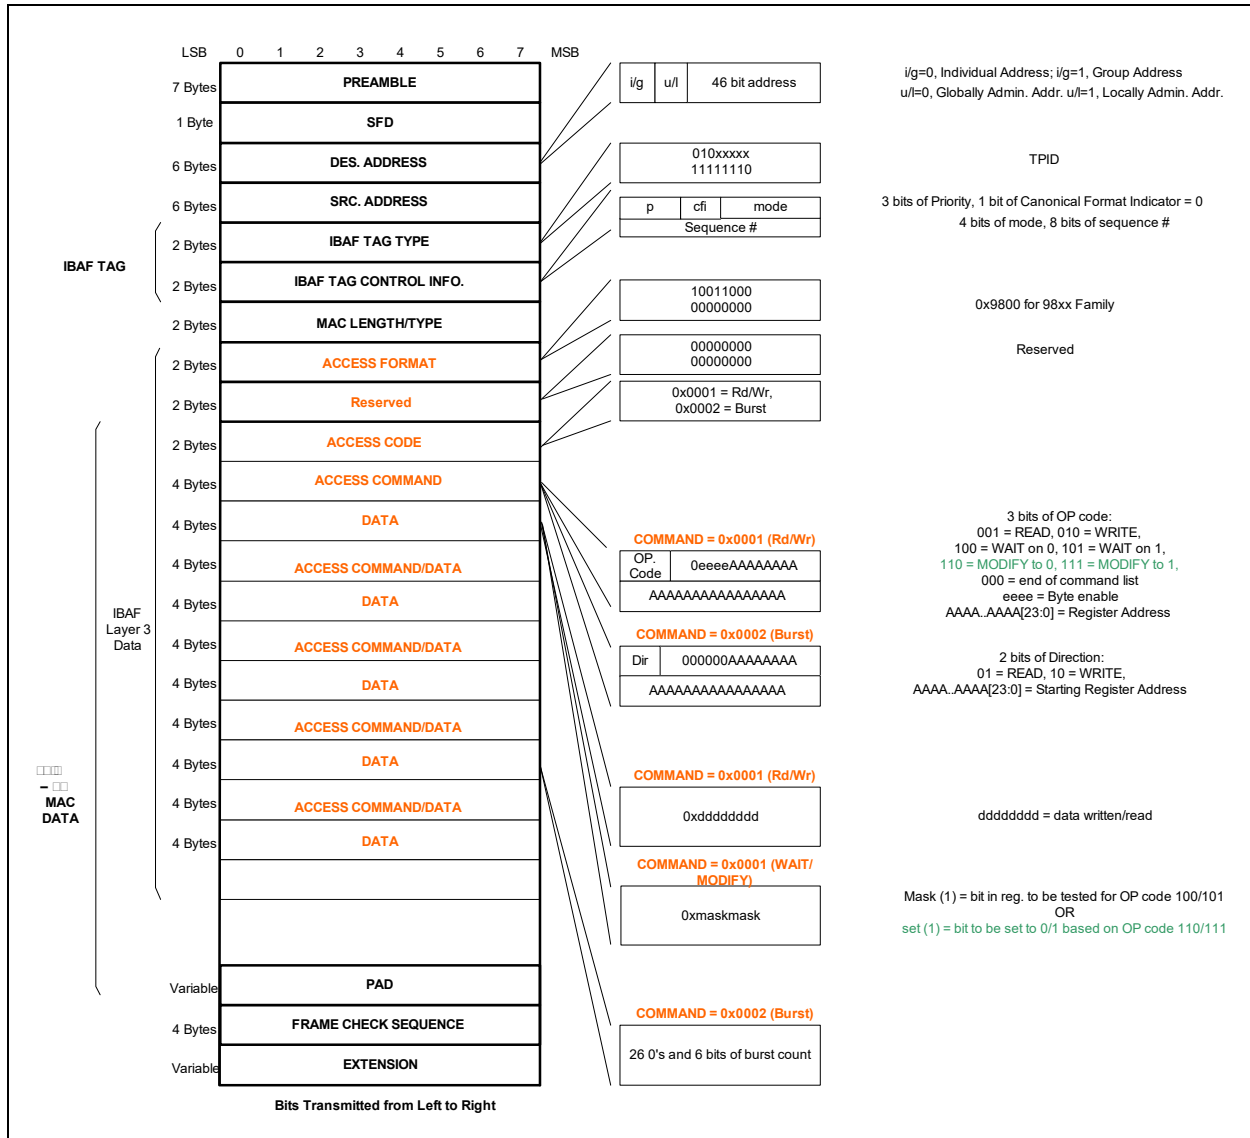 LSB 0 1 2 3 4 5 6 7 MSB
7 Bytes PREAMBLE
1 Byte SFD
6 Bytes DES. ADDRESS
6 Bytes SRC. ADDRESS
IBAF TAG
2 Bytes IBAF TAG TYPE
2 Bytes IBAF TAG CONTROL INFO.
2 Bytes MAC LENGTH/TYPE
2 Bytes ACCESS FORMAT
2 Bytes Reserved
2 Bytes ACCESS CODE
4 Bytes ACCESS COMMAND
4 Bytes DATA
4 Bytes ACCESS COMMAND/DATA
4 Bytes DATA
4 Bytes ACCESS COMMAND/DATA
4 Bytes DATA
4 Bytes ACCESS COMMAND/DATA
4 Bytes DATA
4 Bytes ACCESS COMMAND/DATA
4 Bytes DATA
IBAF
Layer 3
Data
–
MAC
DATA
Variable PAD
4 Bytes FRAME CHECK SEQUENCE
Variable EXTENSION
Bits Transmitted from Left to Right
i/g u/l 46 bit address
i/g=0, Individual Address; i/g=1, Group Address
u/l=0, Globally Admin. Addr. u/l=1, Locally Admin. Addr.
010xxxxx
11111110
TPID
p cfi mode
Sequence #
3 bits of Priority, 1 bit of Canonical Format Indicator = 0
4 bits of mode, 8 bits of sequence #
10011000
00000000
0x9800 for 98xx Family
00000000
00000000
Reserved
0x0001 = Rd/Wr,
0x0002 = Burst
COMMAND = 0x0001 (Rd/Wr)
OP.
Code
0eeeeAAAAAAAA
AAAAAAAAAAAAAAAA
3 bits of OP code:
001 = READ, 010 = WRITE,
100 = WAIT on 0, 101 = WAIT on 1,
110 = MODIFY to 0, 111 = MODIFY to 1,
000 = end of command list
eeee = Byte enable
AAAA..AAAA[23:0] = Register Address
COMMAND = 0x0002 (Burst)
Dir 000000AAAAAAAA
AAAAAAAAAAAAAAAA
2 bits of Direction:
01 = READ, 10 = WRITE,
AAAA..AAAA[23:0] = Starting Register Address
COMMAND = 0x0001 (Rd/Wr)
0xdddddddd
dddddddd = data written/read
COMMAND = 0x0001 (WAIT/
MODIFY)
0xmaskmask
Mask (1) = bit in reg. to be tested for OP code 100/101
OR
set (1) = bit to be set to 0/1 based on OP code 110/111
COMMAND = 0x0002 (Burst)
26 0's and 6 bits of burst count